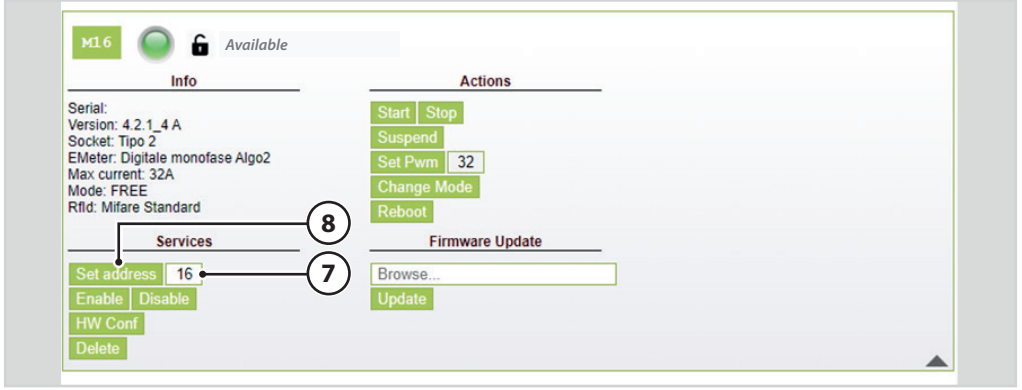 M16 Available
Info
Serial:
Version: 4.2.1_4 A
Socket: Tipo 2
EMeter: Digitale monofase Algo2
Max current: 32A
Mode: FREE
RfId: Mifare Standard
Actions
Start Stop
Suspend
Set Pwm 32
Change Mode
Reboot
8
Services
Set address 16
7
Enable Disable
HW Conf
Delete
Firmware Update
Browse...
Update